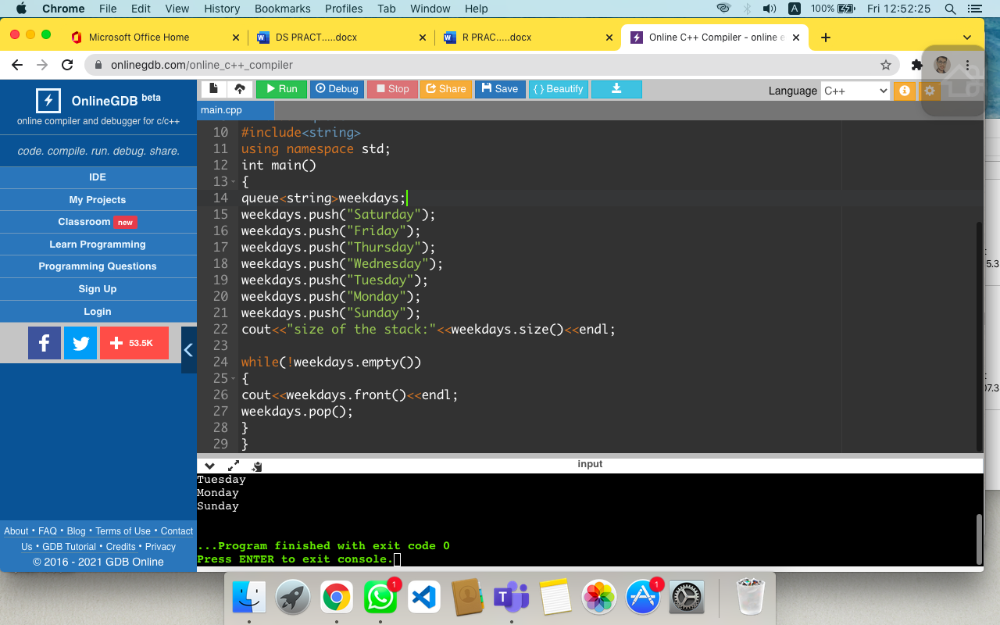 Chrome File Edit View History Bookmarks Profiles Tab Window Help A 100% Fri 12:52:25
Microsoft Office Home DS PRACT.....docx R PRAC.....docx Online C++ Compiler - online e
onlinegdb.com/online_c++_compiler
OnlineGDB beta
online compiler and debugger for c/c++
code. compile. run. debug. share.
IDE
My Projects
Classroom new
Learn Programming
Programming Questions
Sign Up
Login
f 53.5K
About • FAQ • Blog • Terms of Use • Contact
Us • GDB Tutorial • Credits • Privacy
© 2016 - 2021 GDB Online
Run Debug Stop Share Save { } Beautify
Language C++
main.cpp
10 #include<string>
11 using namespace std;
12 int main()
13 {
14 queue<string>weekdays;
15 weekdays.push("Saturday");
16 weekdays.push("Friday");
17 weekdays.push("Thursday");
18 weekdays.push("Wednesday");
19 weekdays.push("Tuesday");
20 weekdays.push("Monday");
21 weekdays.push("Sunday");
22 cout<<"size of the stack:"<<weekdays.size()<<endl;
23
24 while(!weekdays.empty())
25 {
26 cout<<weekdays.front()<<endl;
27 weekdays.pop();
28 }
29 }
input
Tuesday
Monday
Sunday
...Program finished with exit code 0
Press ENTER to exit console.
t
5.3
t
07.3
1
T
1